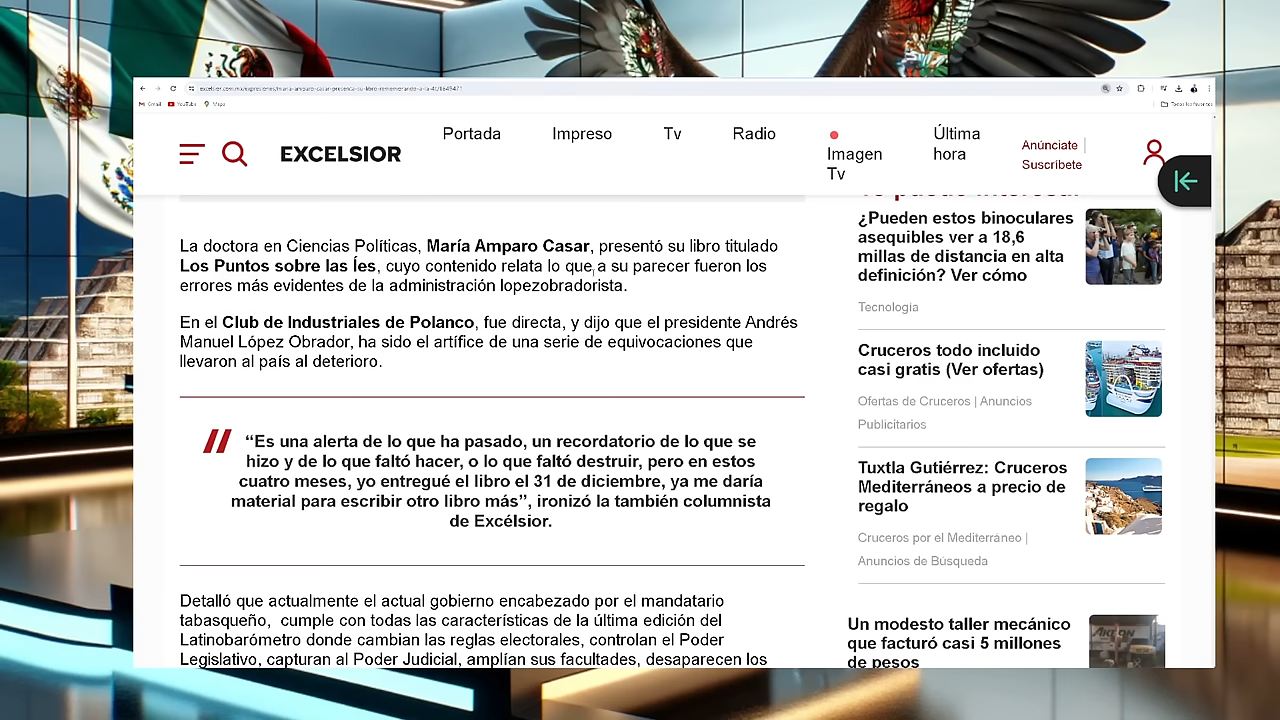 Gmail
YouTube
Maps
Portada
Impreso
Tv
Radio
Imagen
Tv
Última
hora
Anúnciate
Suscríbete
EXCELSIOR
La doctora en Ciencias Políticas, María Amparo Casar, presentó su libro titulado
Los Puntos sobre las Íes, cuyo contenido relata lo que a su parecer fueron los
errores más evidentes de la administración lopezobradorista.
En el Club de Industriales de Polanco, fue directa, y dijo que el presidente Andrés
Manuel López Obrador, ha sido el artífice de una serie de equivocaciones que
llevaron al país al deterioro.
“Es una alerta de lo que ha pasado, un recordatorio de lo que se
hizo y de lo que faltó hacer, o lo que faltó destruir, pero en estos
cuatro meses, yo entregué el libro el 31 de diciembre, ya me daría
material para escribir otro libro más”, ironizó la también columnista
de Excélsior.
Detalló que actualmente el actual gobierno encabezado por el mandatario
tabasqueño, cumple con todas las características de la última edición del
Latinobarómetro donde cambian las reglas electorales, controlan el Poder
Legislativo, capturan al Poder Judicial, amplían sus facultades, desaparecen los
¿Pueden estos binoculares
asequibles ver a 18,6
millas de distancia en alta
definición? Ver cómo
Tecnologia
Cruceros todo incluido
casi gratis (Ver ofertas)
Ofertas de Cruceros | Anuncios
Publicitarios
Tuxtla Gutiérrez: Cruceros
Mediterráneos a precio de
regalo
Cruceros por el Mediterráneo |
Anuncios de Búsqueda
Un modesto taller mecánico
que facturó casi 5 millones
de pesos